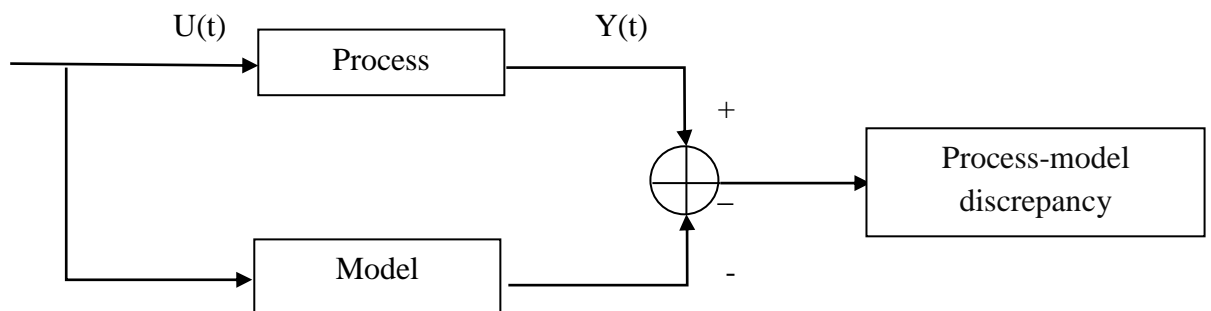 U(t)
Y(t)
Process
+
Process-model
discrepancy
–
Model
-